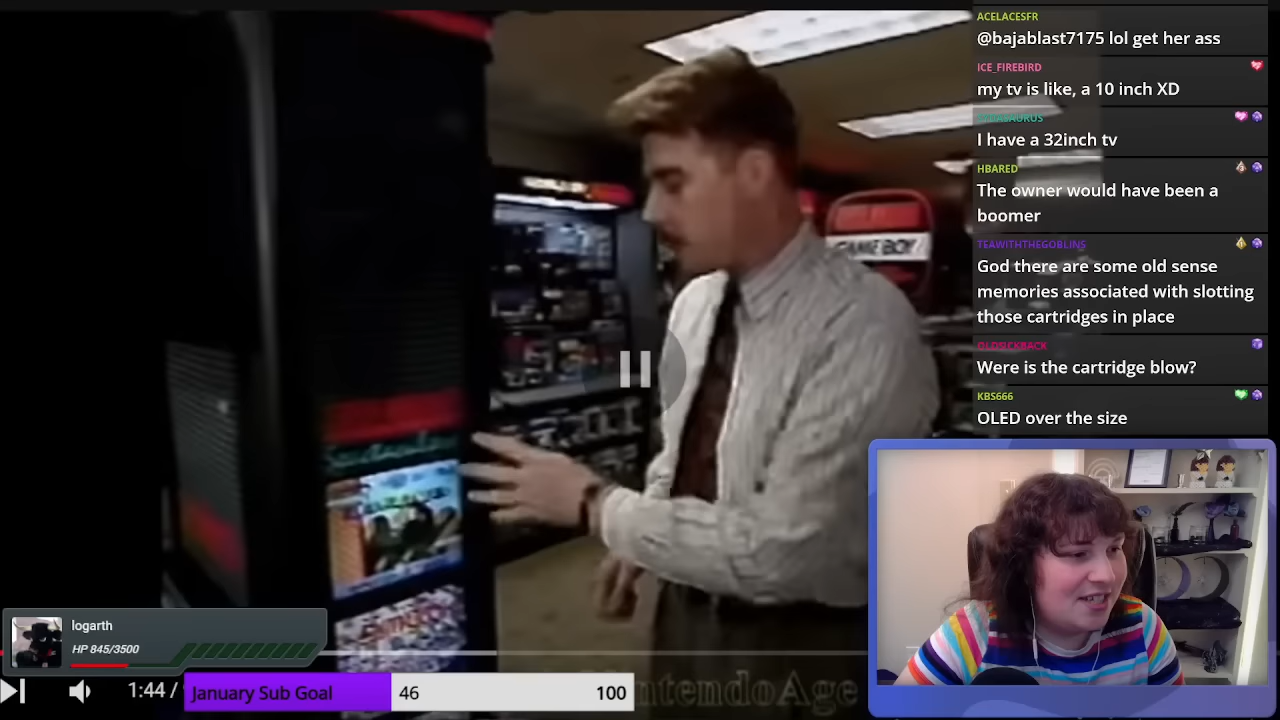 ACELACESFR
@bajablast7175 lol get her ass
ICE_FIREBIRD
my tv is like, a 10 inch XD
I have a 32inch tv
HBARED
The owner would have been a
boomer
TEAWITHTHEGOBLINS
God there are some old sense
memories associated with slotting
those cartridges in place
OLDSICKBACK
Were is the cartridge blow?
KBS666
OLED over the size
GAME BOY
logarth
HP 845/3500
1:44 /
January Sub Goal
46
100
ntendoAge